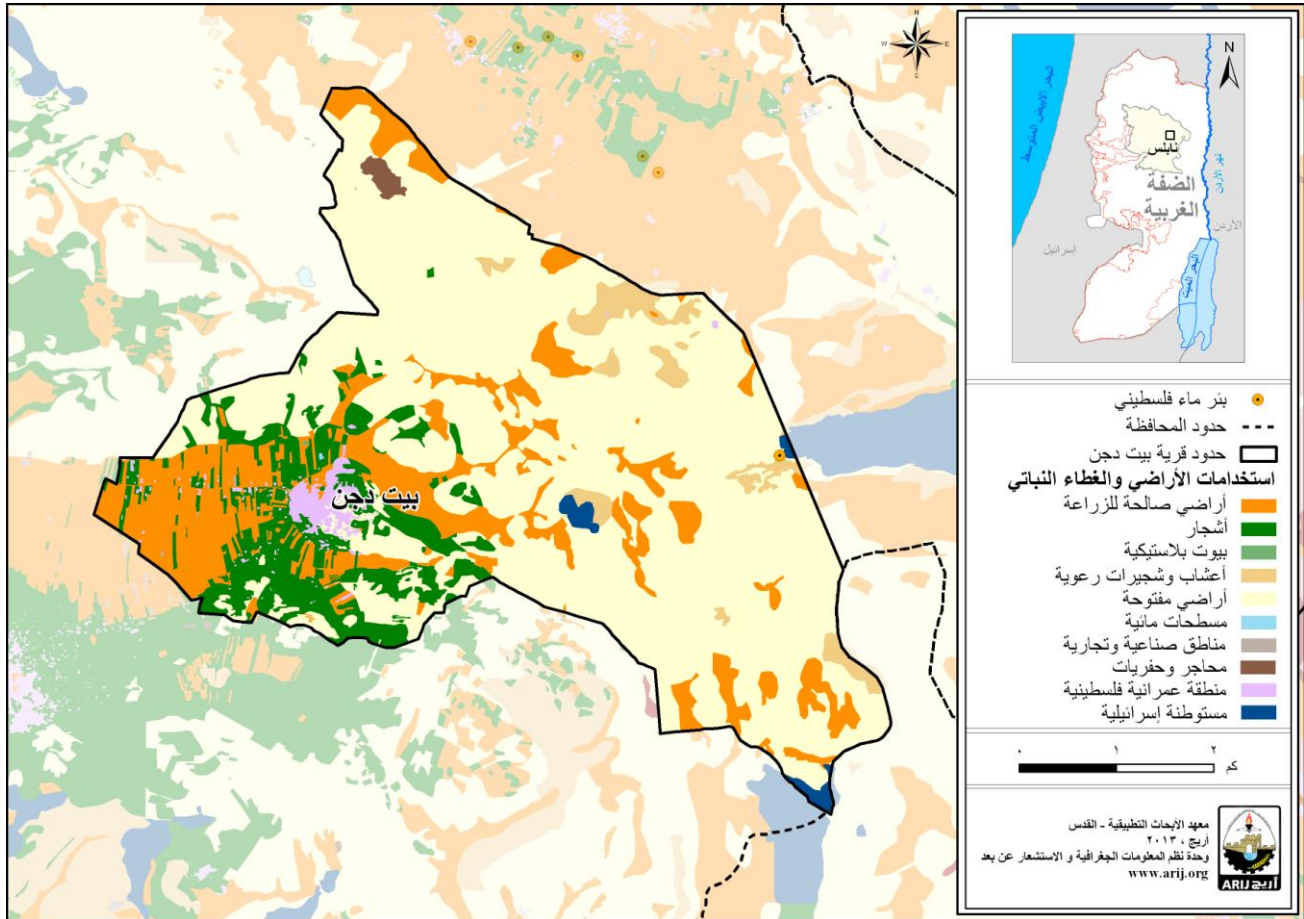 N
W
E
بيت دجن
N
البحر الأبيض المتوسط
نابلس
نهر الأردن
الضفة
الغربية
الأردن
إسرائيل
البحر الميت
بئر ماء فلسطيني
حدود المحافظة
حدود قرية بيت دجن
استخدامات الأراضي والغطاء النباتي
أراضي صالحة للزراعة
أشجار
بيوت بلاستيكية
أعشاب وشجيرات رعوية
أراضي مفتوحة
مسطحات مائية
مناطق صناعية وتجارية
محاجر وحفريات
منطقة عمرانية فلسطينية
مستوطنة إسرائيلية
٠ ١ ٢
كم
معهد الأبحاث التطبيقية - القدس
أريج ، ٢٠١٣
وحدة نظم المعلومات الجغرافية و الاستشعار عن بعد
www.arij.org
ARIJ أريج